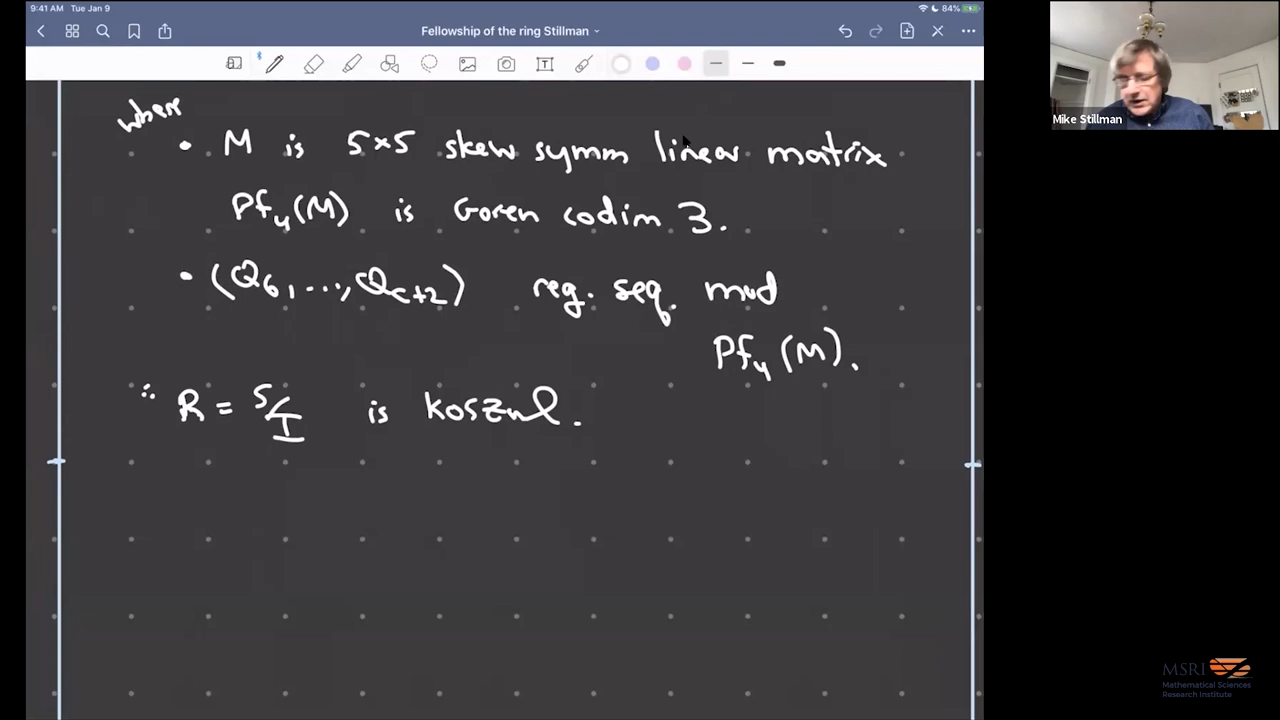 9:41 AM Tue Jan 9
84%
Fellowship of the ring Stillman
T
where
• M is 5×5 skew symm linear matrix
Pf₄(M) is Goren codim 3.
• (Q₆, ..., Q_{c+2}) reg. seq. mod
Pf₄(M).
∴ R = S/I is Koszul.
Mike Stillman
MSRI
Mathematical Sciences
Research Institute